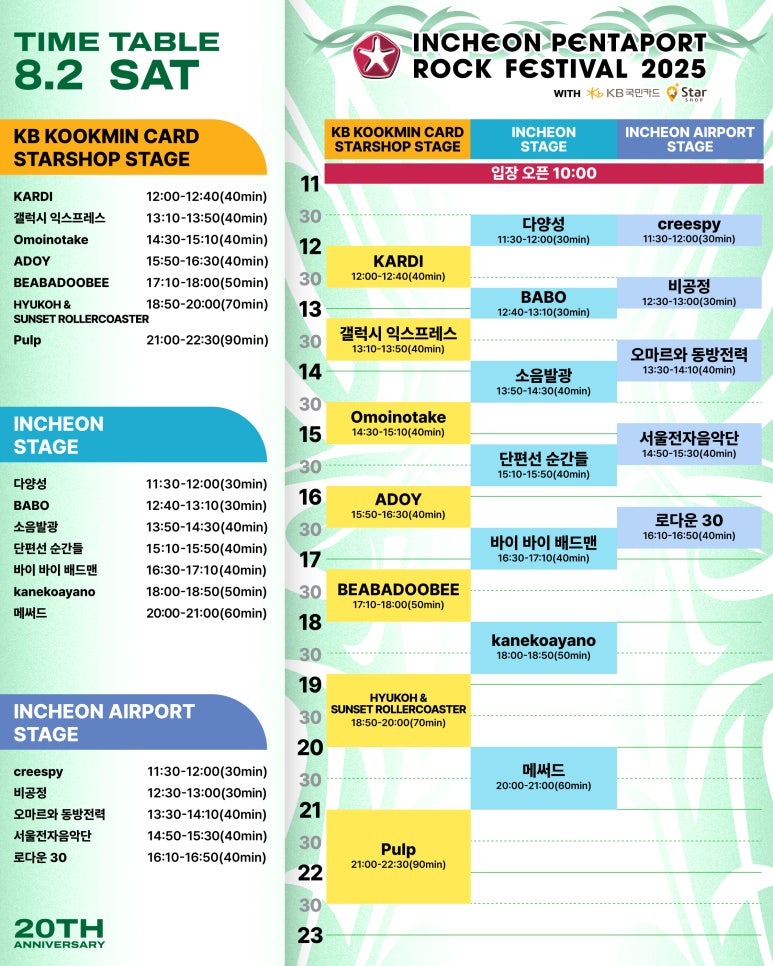 TIME TABLE
8.2 SAT
INCHEON PENTAPORT
ROCK FESTIVAL 2025
WITH KB국민카드 Star
SHOP
KB KOOKMIN CARD
STARSHOP STAGE
KARDI 12:00-12:40(40min)
갤럭시 익스프레스 13:10-13:50(40min)
Omoinotake 14:30-15:10(40min)
ADOY 15:50-16:30(40min)
BEABADOOBEE 17:10-18:00(50min)
HYUKOH & 18:50-20:00(70min)
SUNSET ROLLERCOASTER
Pulp 21:00-22:30(90min)
INCHEON
STAGE
다양성 11:30-12:00(30min)
BABO 12:40-13:10(30min)
소음발광 13:50-14:30(40min)
단편선 순간들 15:10-15:50(40min)
바이 바이 배드맨 16:30-17:10(40min)
kanekoayano 18:00-18:50(50min)
메써드 20:00-21:00(60min)
INCHEON AIRPORT
STAGE
creespy 11:30-12:00(30min)
비공정 12:30-13:00(30min)
오마르와 동방전력 13:30-14:10(40min)
서울전자음악단 14:50-15:30(40min)
로다운 30 16:10-16:50(40min)
20TH
ANNIVERSARY
KB KOOKMIN CARD
STARSHOP STAGE
INCHEON
STAGE
INCHEON AIRPORT
STAGE
입장 오픈 10:00
11
30
12
30
13
30
14
30
15
30
16
30
17
30
18
30
19
30
20
30
21
30
22
30
23
KARDI
12:00-12:40(40min)
갤럭시 익스프레스
13:10-13:50(40min)
Omoinotake
14:30-15:10(40min)
ADOY
15:50-16:30(40min)
BEABADOOBEE
17:10-18:00(50min)
HYUKOH &
SUNSET ROLLERCOASTER
18:50-20:00(70min)
Pulp
21:00-22:30(90min)
다양성
11:30-12:00(30min)
BABO
12:40-13:10(30min)
소음발광
13:50-14:30(40min)
단편선 순간들
15:10-15:50(40min)
바이 바이 배드맨
16:30-17:10(40min)
kanekoayano
18:00-18:50(50min)
메써드
20:00-21:00(60min)
creespy
11:30-12:00(30min)
비공정
12:30-13:00(30min)
오마르와 동방전력
13:30-14:10(40min)
서울전자음악단
14:50-15:30(40min)
로다운 30
16:10-16:50(40min)